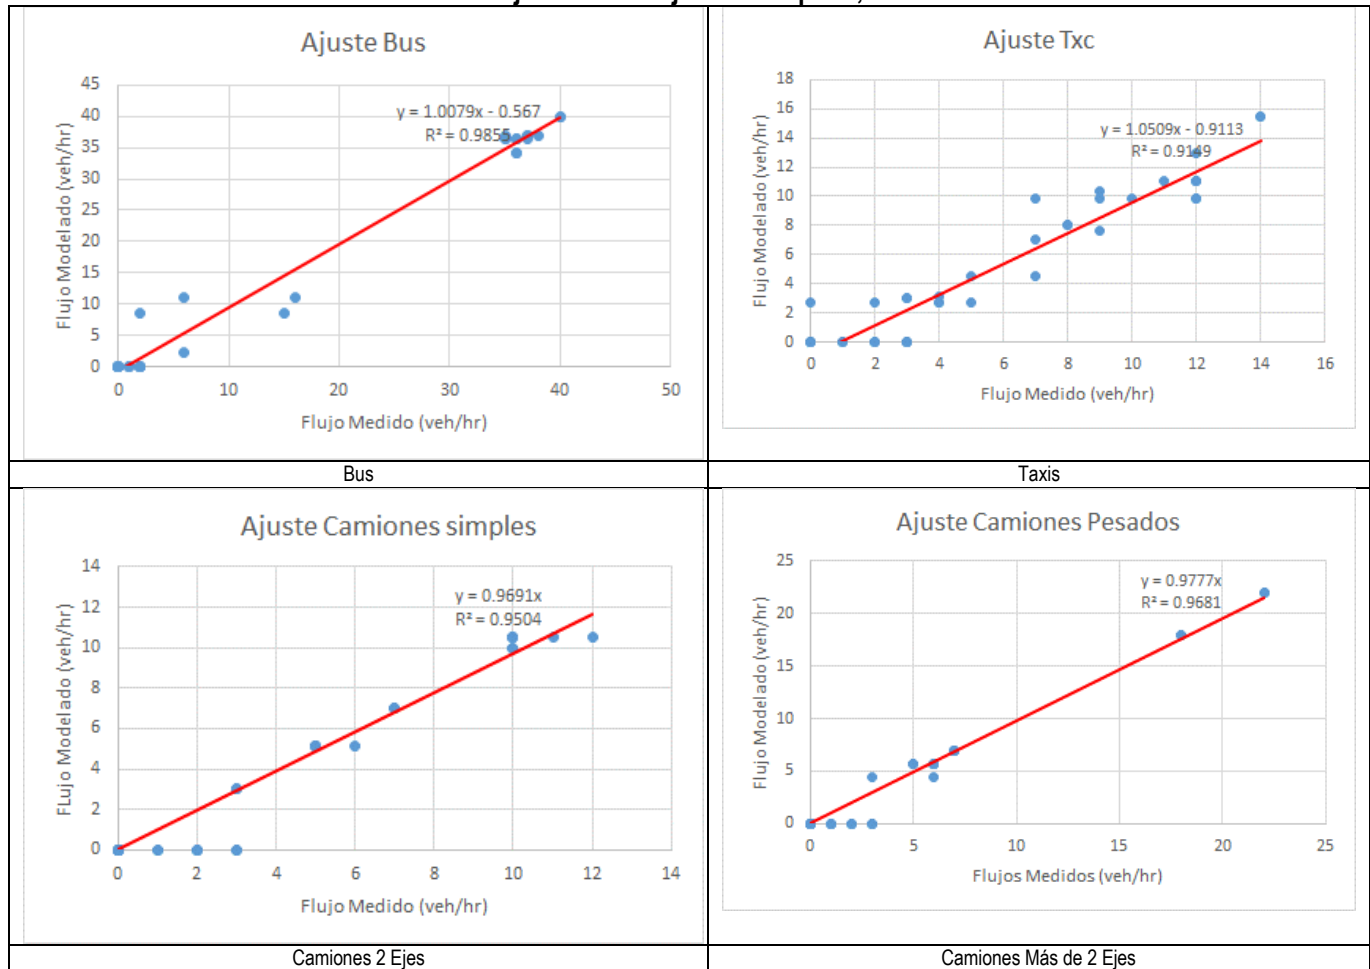 Ajuste Bus
45
40
35
30
25
20
15
10
5
0
0 10 20 30 40 50
Flujo Modelado (veh/hr)
Flujo Medido (veh/hr)
y = 1.0079x - 0.567
R² = 0.9855
Bus
Ajuste Txc
18
16
14
12
10
8
6
4
2
0
0 2 4 6 8 10 12 14 16
Flujo Modelado (veh/hr)
Flujo Medido (veh/hr)
y = 1.0509x - 0.9113
R² = 0.9149
Taxis
Ajuste Camiones simples
14
12
10
8
6
4
2
0
0 2 4 6 8 10 12 14
FLujo Modelado (veh/hr)
Flujo Medido (veh/hr)
y = 0.9691x
R² = 0.9504
Camiones 2 Ejes
Ajuste Camiones Pesados
25
20
15
10
5
0
0 5 10 15 20 25
Flujo Modelado (veh/hr)
Flujos Medidos (veh/hr)
y = 0.9777x
R² = 0.9681
Camiones Más de 2 Ejes